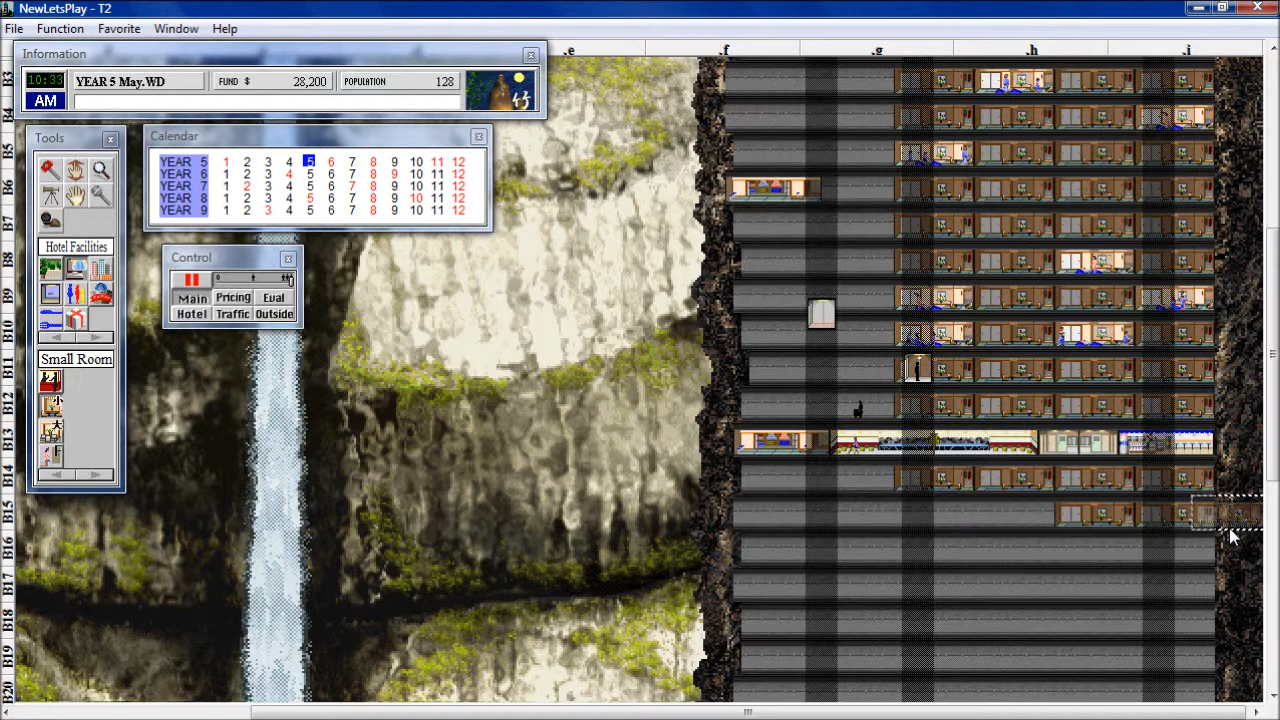 NewLetsPlay - T2
File Function Favorite Window Help
.e .f .g .h .i
Information
10:33 AM
YEAR 5 May.WD FUND $ 28,200 POPULATION 128
Tools
Hotel Facilities
Small Room
Calendar
YEAR 5 1 2 3 4 5 6 7 8 9 10 11 12
YEAR 6 1 2 3 4 5 6 7 8 9 10 11 12
YEAR 7 1 2 3 4 5 6 7 8 9 10 11 12
YEAR 8 1 2 3 4 5 6 7 8 9 10 11 12
YEAR 9 1 2 3 4 5 6 7 8 9 10 11 12
Control
0
Main Pricing Eval
Hotel Traffic Outside
B3
B4
B5
B6
B7
B8
B9
B10
B11
B12
B13
B14
B15
B16
B17
B18
B19
B20